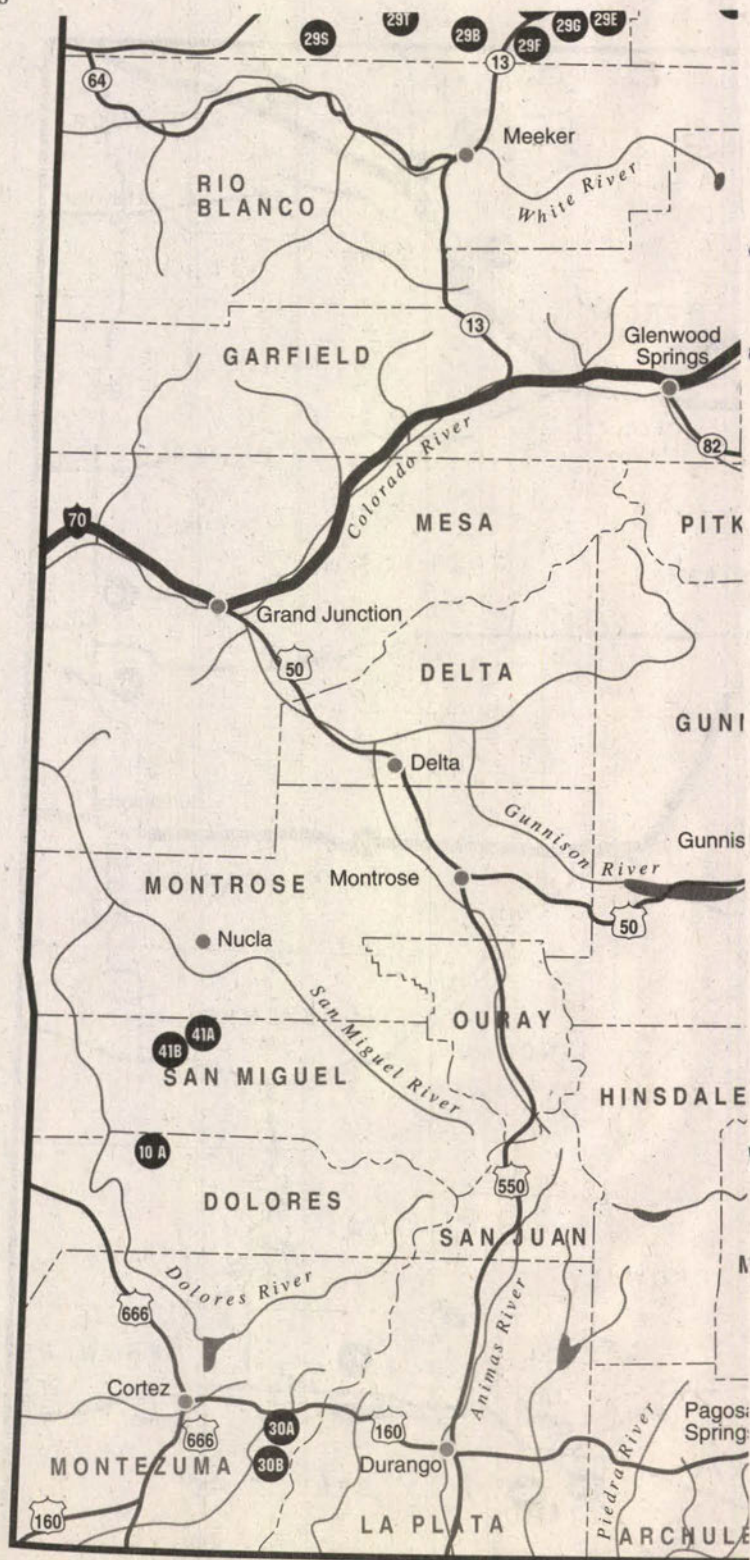 29S
29T
29B
29F
29G
29E
13
64
Meeker
RIO
BLANCO
White River
13
GARFIELD
Glenwood
Springs
82
Colorado River
70
MESA
PITK
Grand Junction
50
DELTA
GUNI
Delta
Gunnison River
Gunnis
MONTROSE
Montrose
50
Nucla
San Miguel River
OURAY
41A
41B
SAN MIGUEL
HINSDALE
10 A
550
DOLORES
SAN JUAN
Dolores River
666
Animas River
Cortez
30A
160
666
Piedra River
Pagosa
Spring
MONTEZUMA
30B
Durango
160
LA PLATA
ARCHULE